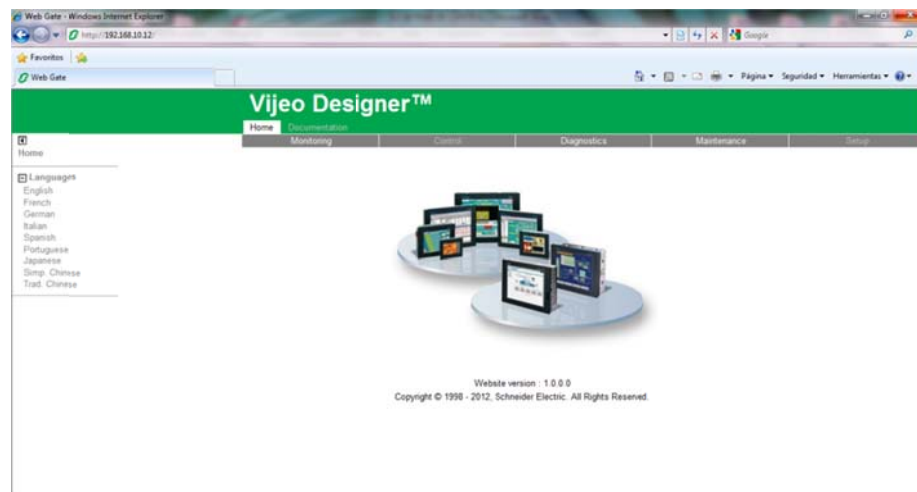 Web Gate - Windows Internet Explorer
http://192.168.10.12/
Google
Favoritos
Web Gate
Página Seguridad Herramientas
Vijeo Designer™
Home Documentation
Monitoring Control Diagnostics Maintenance Setup
Home
Languages
English
French
German
Italian
Spanish
Portuguese
Japanese
Simp. Chinese
Trad. Chinese
Website version : 1.0.0.0
Copyright © 1998 - 2012, Schneider Electric. All Rights Reserved.